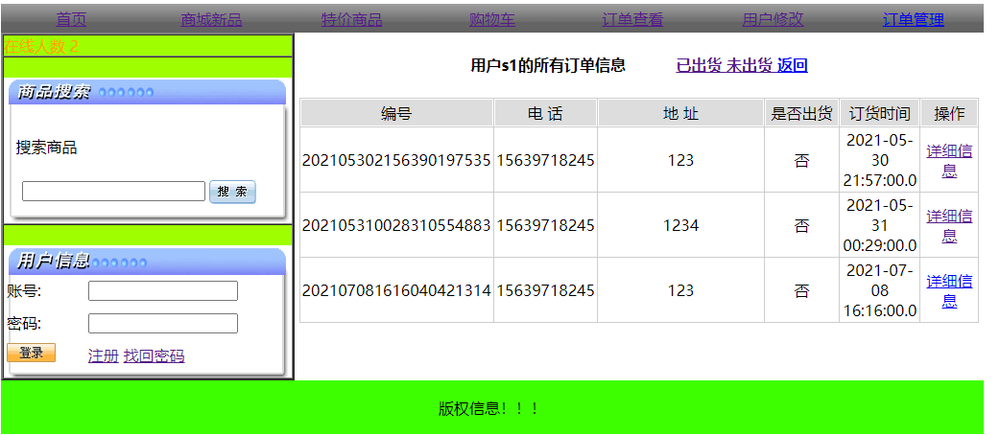 首页 商城新品 特价商品 购物车 订单查看 用户修改 订单管理
在线人数 2
商品搜索
搜索商品
搜 索
用户信息
账号:
密码:
登录 注册 找回密码
用户s1的所有订单信息 已出货 未出货 返回
编号 电 话 地 址 是否出货 订货时间 操作
202105302156390197535 15639718245 123 否 2021-05-30 21:57:00.0 详细信息
202105310028310554883 15639718245 1234 否 2021-05-31 00:29:00.0 详细信息
202107081616040421314 15639718245 123 否 2021-07-08 16:16:00.0 详细信息
版权信息！！！